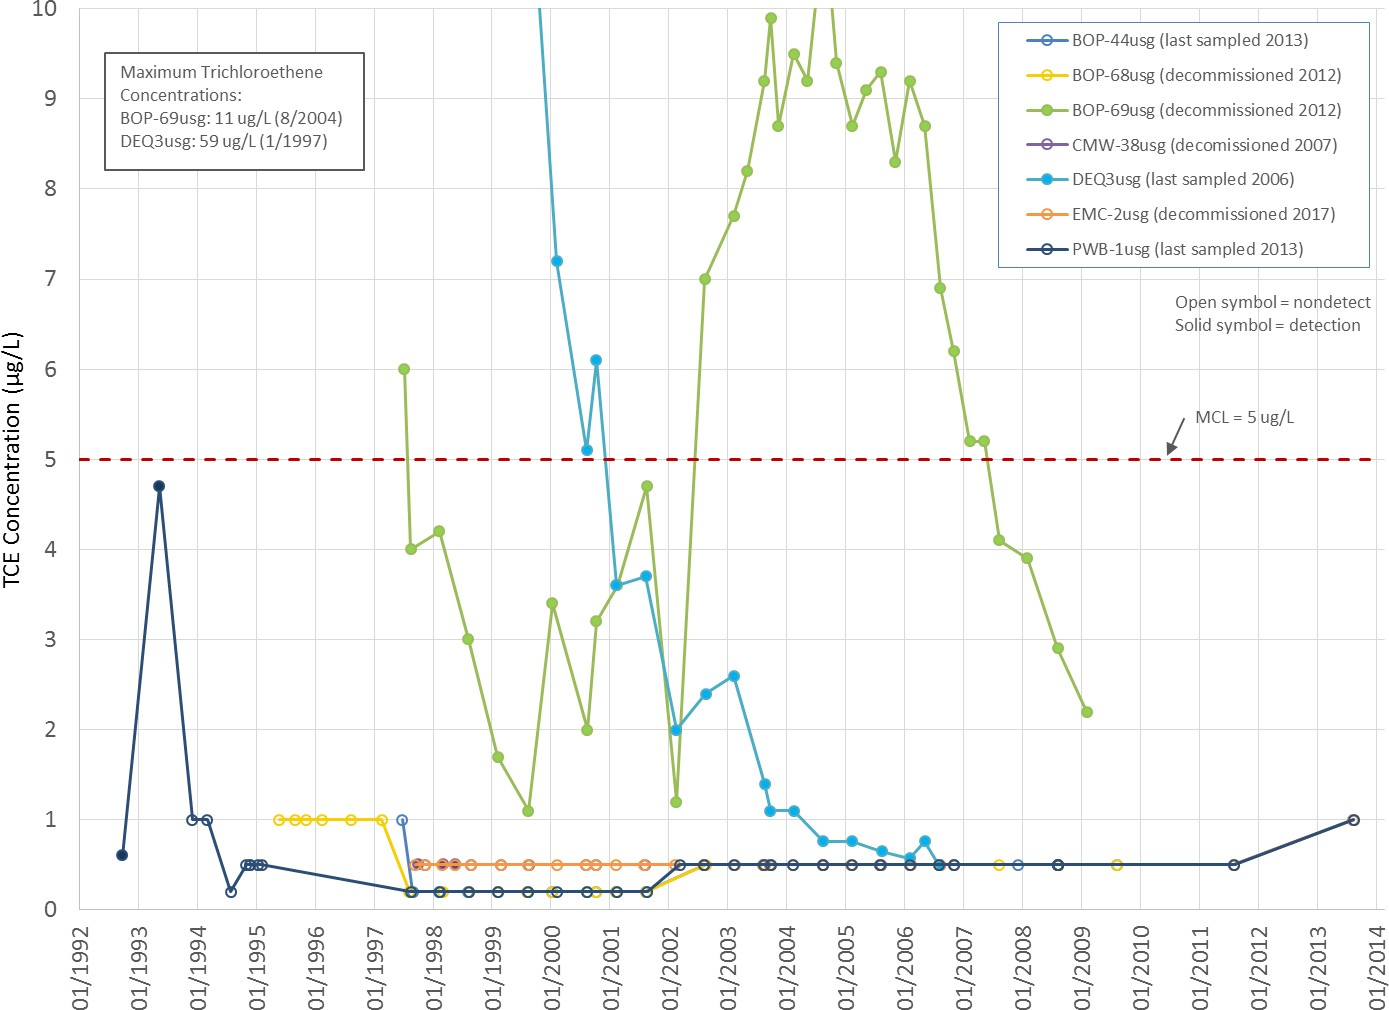 10
9
8
7
6
5
4
3
2
1
0
TCE Concentration (µg/L)
Maximum Trichloroethene
Concentrations:
BOP-69usg: 11 ug/L (8/2004)
DEQ3usg: 59 ug/L (1/1997)
BOP-44usg (last sampled 2013)
BOP-68usg (decommissioned 2012)
BOP-69usg (decommissioned 2012)
CMW-38usg (decomissioned 2007)
DEQ3usg (last sampled 2006)
EMC-2usg (decommissioned 2017)
PWB-1usg (last sampled 2013)
Open symbol = nondetect
Solid symbol = detection
MCL = 5 ug/L
01/1992
01/1993
01/1994
01/1995
01/1996
01/1997
01/1998
01/1999
01/2000
01/2001
01/2002
01/2003
01/2004
01/2005
01/2006
01/2007
01/2008
01/2009
01/2010
01/2011
01/2012
01/2013
01/2014